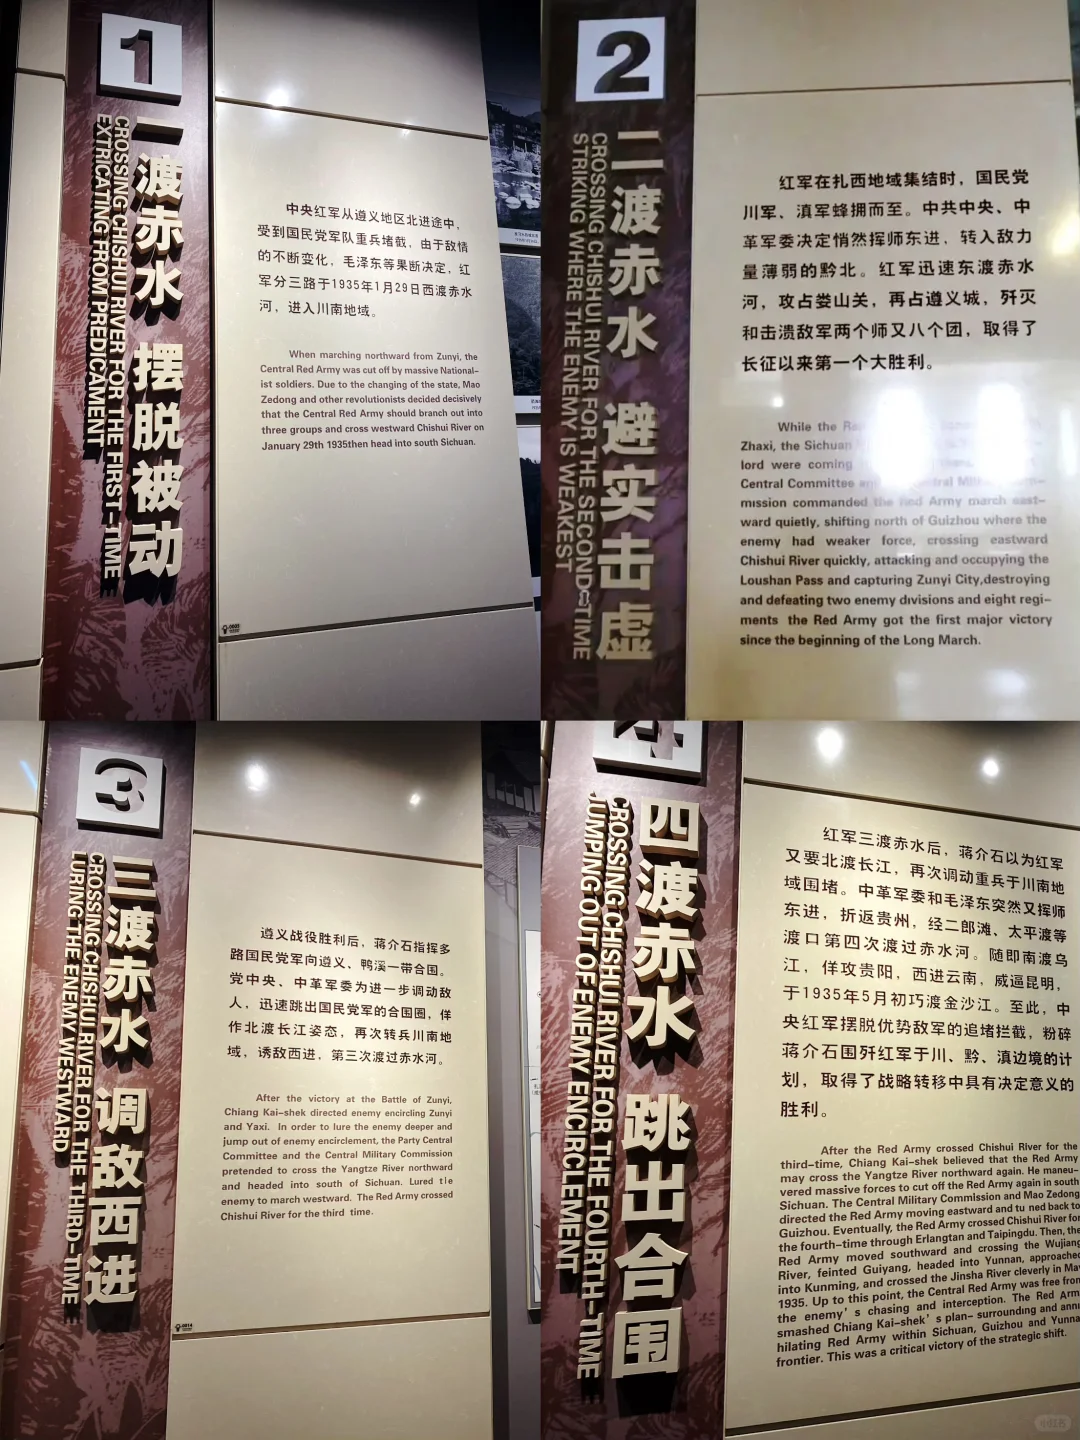 1
一渡赤水 摆脱被动
CROSSING CHISHUI RIVER FOR THE FIRST-TIME
EXTRICATING FROM PREDICAMENT
中央红军从遵义地区北进途中，
受到国民党军队重兵堵截，由于敌情
的不断变化，毛泽东等果断决定，红
军分三路于1935年1月29日西渡赤水
河，进入川南地域。
When marching northward from Zunyi, the
Central Red Army was cut off by massive National-
ist soldiers. Due to the changing of the state, Mao
Zedong and other revolutionists decided decisively
that the Central Red Army should branch out into
three groups and cross westward Chishui River on
January 29th 1935then head into south Sichuan.
2
二渡赤水 避实击虚
CROSSING CHISHUI RIVER FOR THE SECOND-TIME
STRIKING WHERE THE ENEMY IS WEAKEST
红军在扎西地域集结时，国民党
川军、滇军蜂拥而至。中共中央、中
革军委决定悄然挥师东进，转入敌力
量薄弱的黔北。红军迅速东渡赤水
河，攻占娄山关，再占遵义城，歼灭
和击溃敌军两个师又八个团，取得了
长征以来第一个大胜利。
While the
Zhaxi, the Sichuan
lord were coming
Central Committee
mission commanded the Red Army march east-
ward quietly, shifting north of Guizhou where the
enemy had weaker force, crossing eastward
Chishui River quickly, attacking and occupying the
Loushan Pass and capturing Zunyi City,destroying
and defeating two enemy divisions and eight regi-
ments the Red Army got the first major victory
since the beginning of the Long March.
3
三渡赤水 调敌西进
CROSSING CHISHUI RIVER FOR THE THIRD-TIME
LURING THE ENEMY WESTWARD
遵义战役胜利后，蒋介石指挥多
路国民党军向遵义、鸭溪一带合围。
党中央、中革军委为进一步调动敌
人，迅速跳出国民党军的合围圈，佯
作北渡长江姿态，再次转兵川南地
域，诱敌西进，第三次渡过赤水河。
After the victory at the Battle of Zunyi,
Chiang Kai-shek directed enemy encircling Zunyi
and Yaxi. In order to lure the enemy deeper and
jump out of enemy encirclement, the Party Central
Committee and the Central Military Commission
pretended to cross the Yangtze River northward
and headed into south of Sichuan. Lured t e
enemy to march westward. The Red Army crossed
Chishui River for the third time.
4
四渡赤水 跳出合围
CROSSING CHISHUI RIVER FOR THE FOURTH-TIME
JUMPING OUT OF ENEMY ENCIRCLEMENT
红军三渡赤水后，蒋介石以为红军
又要北渡长江，再次调动重兵于川南地
域围堵。中革军委和毛泽东突然又挥师
东进，折返贵州，经二郎滩、太平渡等
渡口第四次渡过赤水河。随即南渡乌
江，佯攻贵阳，西进云南，威逼昆明，
于1935年5月初巧渡金沙江。至此，中
央红军摆脱优势敌军的追堵拦截，粉碎
蒋介石围歼红军于川、黔、滇边境的计
划，取得了战略转移中具有决定意义的
胜利。
After the Red Army crossed Chishui River for the
third-time, Chiang Kai-shek believed that the Red Army
may cross the Yangtze River northward again. He maneu-
vered massive forces to cut off the Red Army again in south
Sichuan. The Central Military Commission and Mao Zedong
directed the Red Army moving eastward and tu ned back to
Guizhou. Eventually, the Red Army crossed Chishui River for
the fourth-time through Erlangtan and Taipingdu. Then, the
Red Army moved southward and crossing the Wujiang
River, feinted Guiyang, headed into Yunnan, approached
into Kunming, and crossed the Jinsha River cleverly in May
1935. Up to this point, the Central Red Army was free from
the enemy's chasing and interception. The Red Army
smashed Chiang Kai-shek's plan- surrounding and anni
hilating Red Army within Sichuan, Guizhou and Yunnan
frontier. This was a critical victory of the strategic shift.
小红书